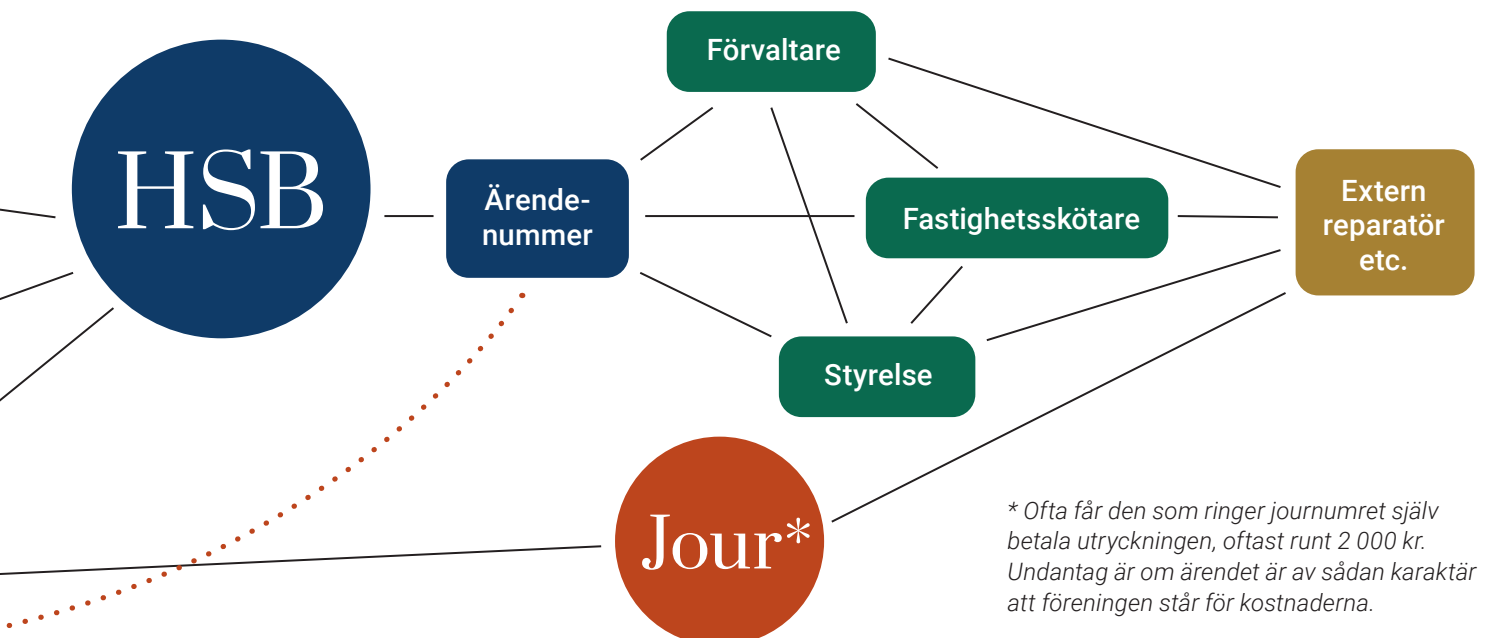 Förvaltare
HSB
Ärende-
nummer
Fastighetsskötare
Extern
reparatör
etc.
Styrelse
Jour*
* Ofta får den som ringer journumret själv
betala utryckningen, oftast runt 2 000 kr.
Undantag är om ärendet är av sådan karaktär
att föreningen står för kostnaderna.